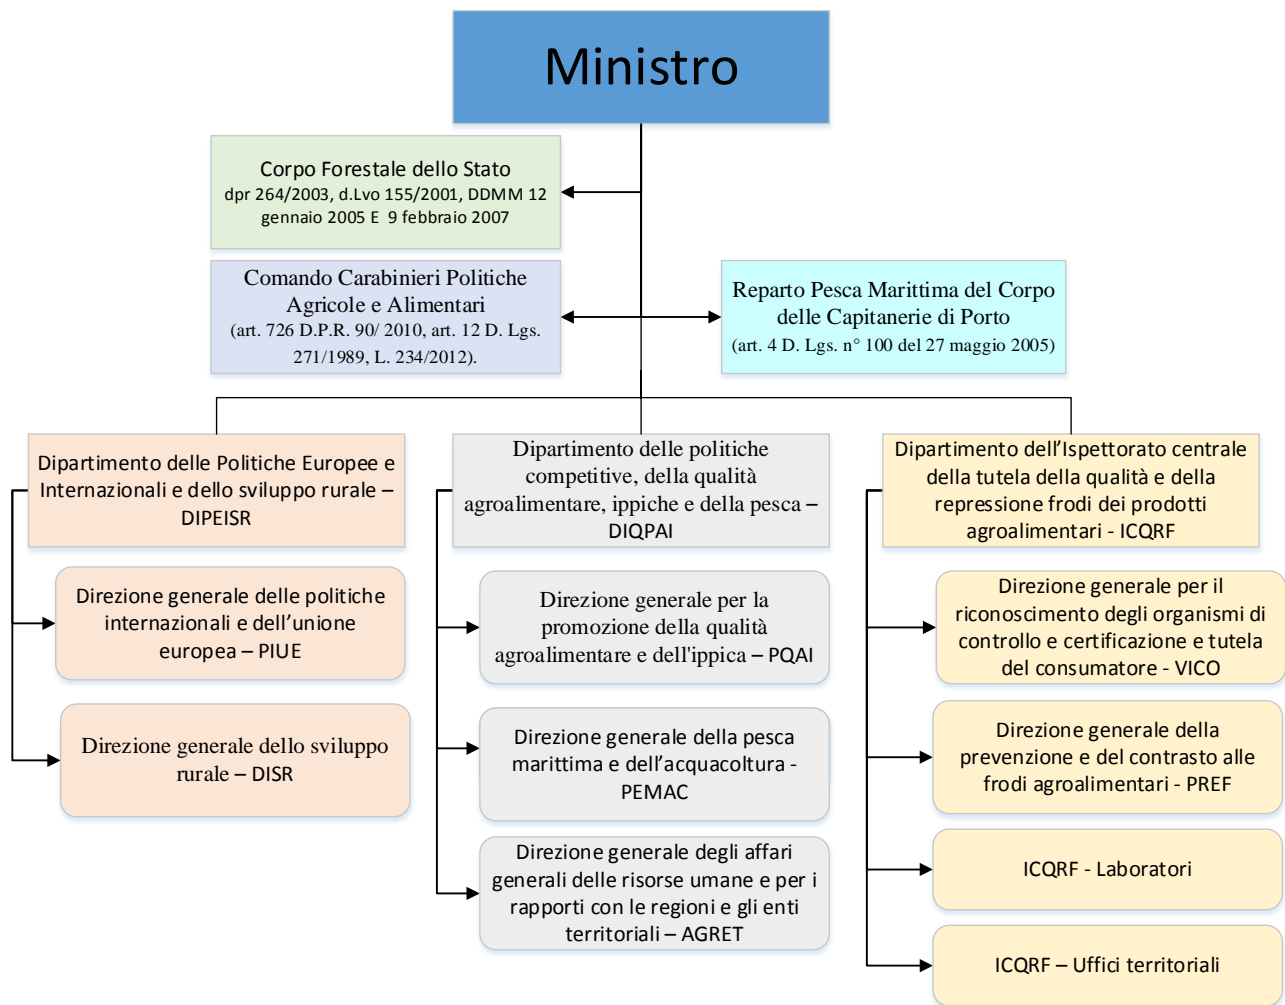 Ministro
Corpo Forestale dello Stato
dpr 264/2003, d.Lvo 155/2001, DDMM 12
gennaio 2005 E 9 febbraio 2007
Comando Carabinieri Politiche
Agricole e Alimentari
(art. 726 D.P.R. 90/ 2010, art. 12 D. Lgs.
271/1989, L. 234/2012).
Reparto Pesca Marittima del Corpo
delle Capitanerie di Porto
(art. 4 D. Lgs. n° 100 del 27 maggio 2005)
Dipartimento delle Politiche Europee e
Internazionali e dello sviluppo rurale –
DIPEISR
Direzione generale delle politiche
internazionali e dell’unione
europea – PIUE
Direzione generale dello sviluppo
rurale – DISR
Dipartimento delle politiche
competitive, della qualità
agroalimentare, ippiche e della pesca –
DIQPAI
Direzione generale per la
promozione della qualità
agroalimentare e dell'ippica – PQAI
Direzione generale della pesca
marittima e dell’acquacoltura -
PEMAC
Direzione generale degli affari
generali delle risorse umane e per i
rapporti con le regioni e gli enti
territoriali – AGRET
Dipartimento dell’Ispettorato centrale
della tutela della qualità e della
repressione frodi dei prodotti
agroalimentari - ICQRF
Direzione generale per il
riconoscimento degli organismi di
controllo e certificazione e tutela
del consumatore - VICO
Direzione generale della
prevenzione e del contrasto alle
frodi agroalimentari - PREF
ICQRF - Laboratori
ICQRF – Uffici territoriali